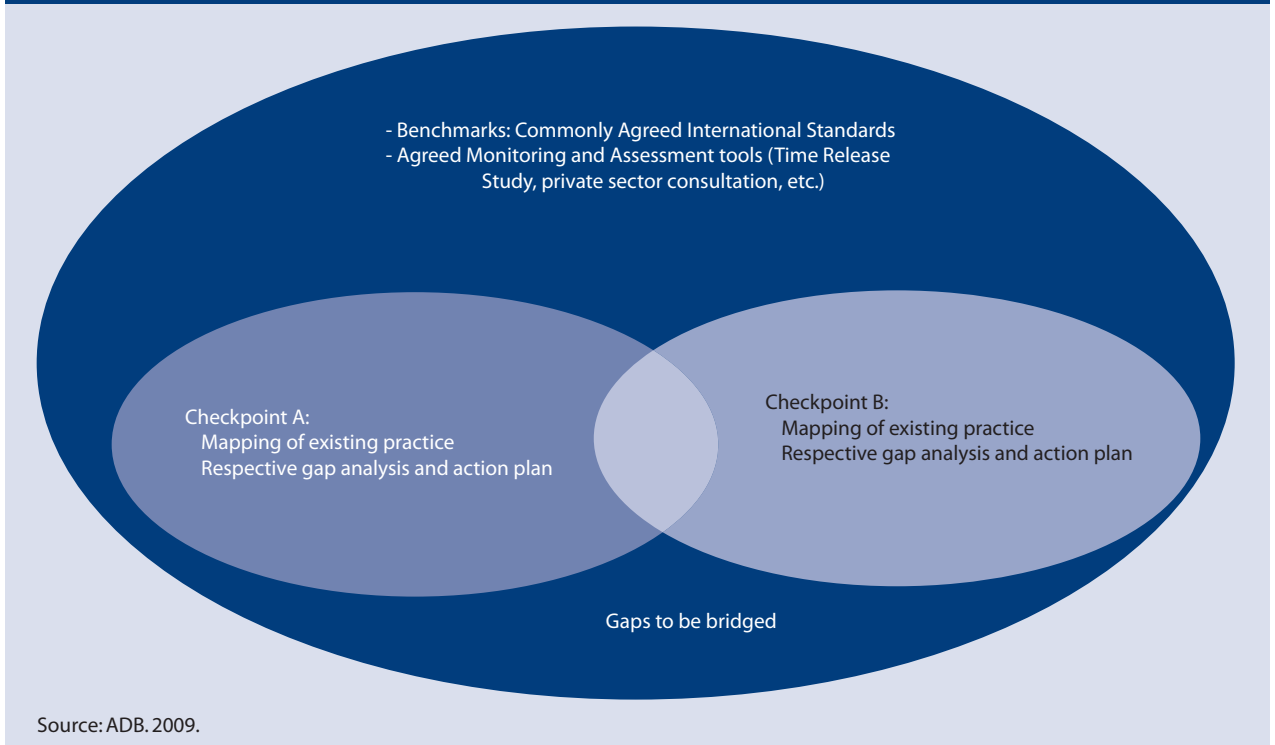 - Benchmarks: Commonly Agreed International Standards
- Agreed Monitoring and Assessment tools (Time Release
Study, private sector consultation, etc.)
Checkpoint A:
Mapping of existing practice
Respective gap analysis and action plan
Checkpoint B:
Mapping of existing practice
Respective gap analysis and action plan
Gaps to be bridged
Source: ADB. 2009.